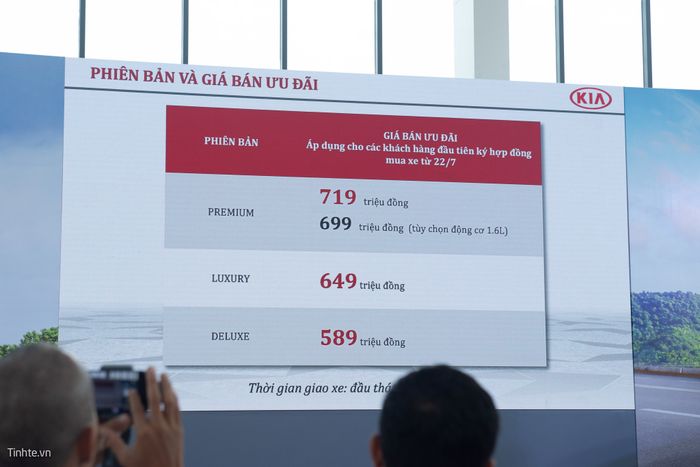 PHIÊN BẢN VÀ GIÁ BÁN ƯU ĐÃI
KIA
PHIÊN BẢN
GIÁ BÁN ƯU ĐÃI
Áp dụng cho các khách hàng đầu tiên ký hợp đồng
mua xe từ 22/7
PREMIUM
719 triệu đồng
699 triệu đồng (tùy chọn động cơ 1.6L)
LUXURY
649 triệu đồng
DELUXE
589 triệu đồng
Thời gian giao xe: đầu
Tinhte.vn